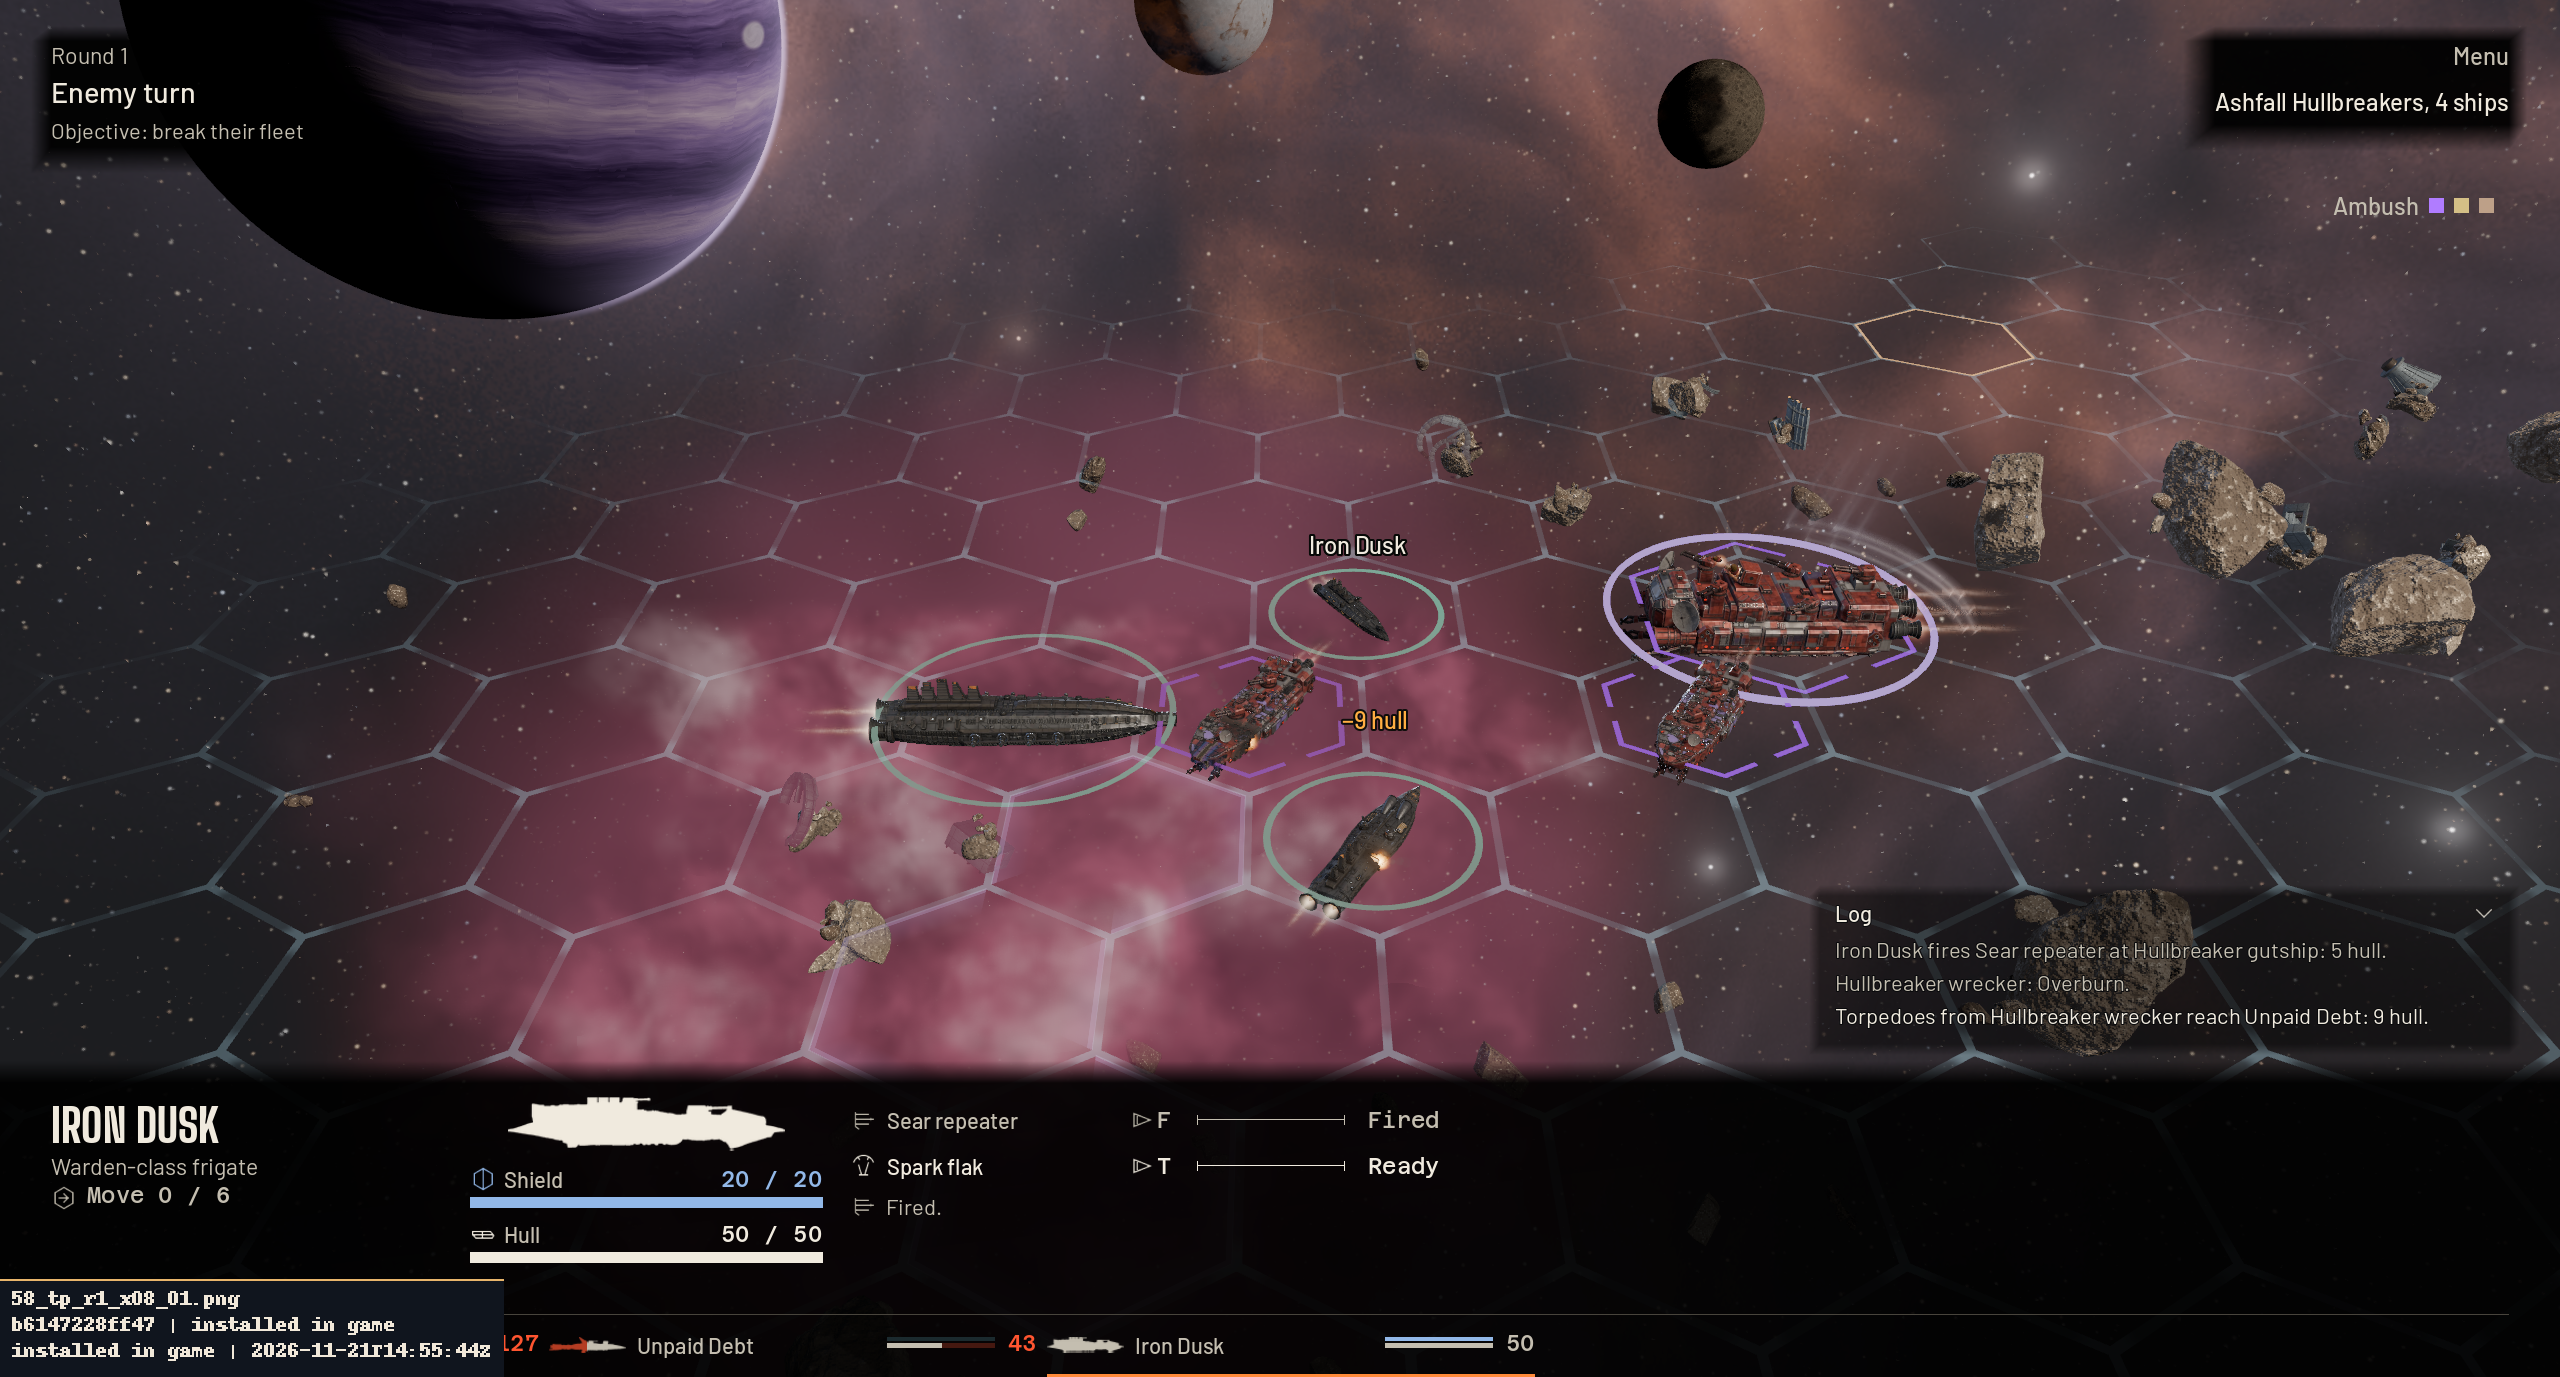 Round 1
Enemy turn
Objective: break their fleet
Menu
Ashfall Hullbreakers, 4 ships
Ambush
Iron Dusk
–9 hull
Log
Iron Dusk fires Sear repeater at Hullbreaker gutship: 5 hull.
Hullbreaker wrecker: Overburn.
Torpedoes from Hullbreaker wrecker reach Unpaid Debt: 9 hull.
IRON DUSK
Warden-class frigate
Move 0 / 6
Shield 20 / 20
Hull 50 / 50
Sear repeater F Fired
Spark flak T Ready
Fired.
58_tp_r1_x08_01.png
b6147228ff47 | installed in game
installed in game | 2026-11-21r14:55:44z
127 Unpaid Debt 43 Iron Dusk 50